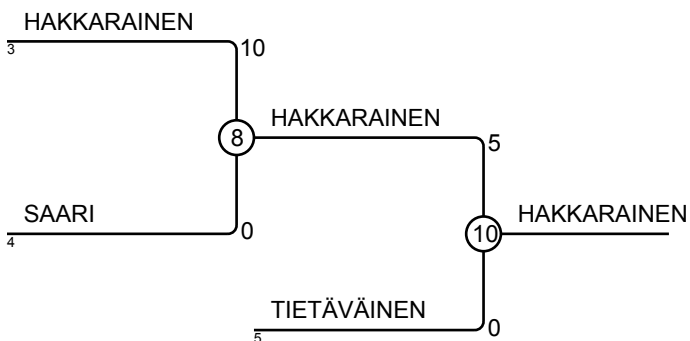 HAKKARAINEN
3
10
8
HAKKARAINEN
5
SAARI
4
0
10
HAKKARAINEN
TIETÄVÄINEN
5
0